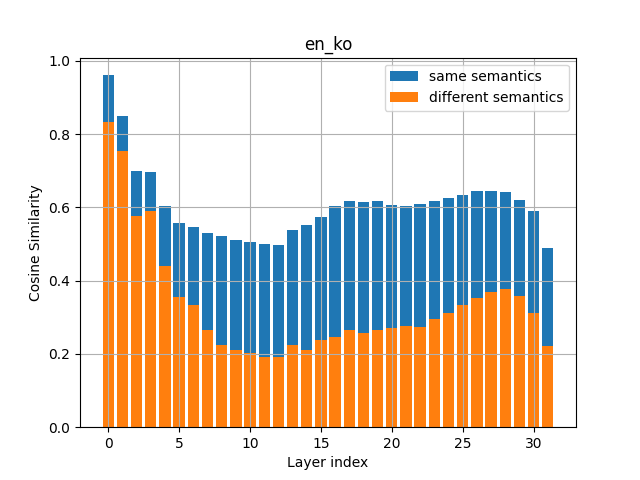 en_ko
same semantics
different semantics
Cosine Similarity
1.0
0.8
0.6
0.4
0.2
0.0
0 5 10 15 20 25 30
Layer index